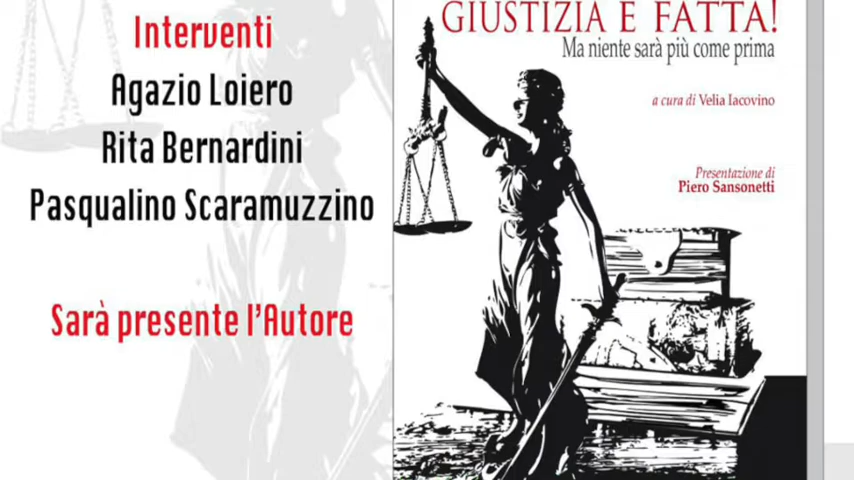 Interventi
Agazio Loiero
Rita Bernardini
Pasqualino Scaramuzzino
Sarà presente l'Autore
GIUSTIZIA È FATTA!
Ma niente sarà più come prima
a cura di Velia Iacovino
Presentazione di
Piero Sansonetti